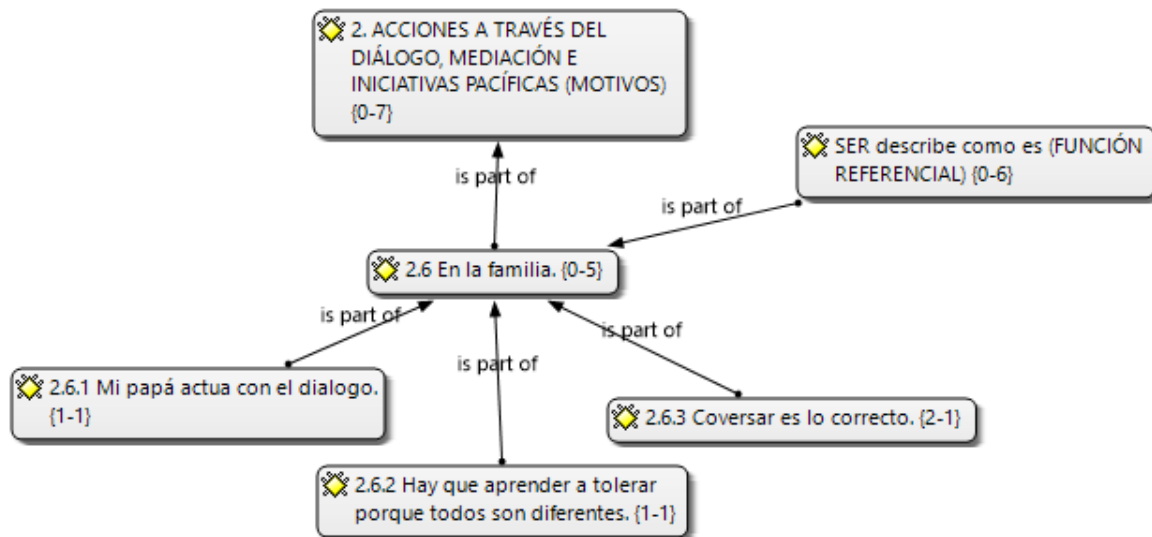 2. ACCIONES A TRAVÉS DEL
DIÁLOGO, MEDIACIÓN E
INICIATIVAS PACÍFICAS (MOTIVOS)
{0-7}
SER describe como es (FUNCIÓN
REFERENCIAL) {0-6}
is part of
is part of
2.6 En la familia. {0-5}
is part of
is part of
is part of
2.6.1 Mi papá actua con el dialogo.
{1-1}
2.6.3 Coversar es lo correcto. {2-1}
2.6.2 Hay que aprender a tolerar
porque todos son diferentes. {1-1}